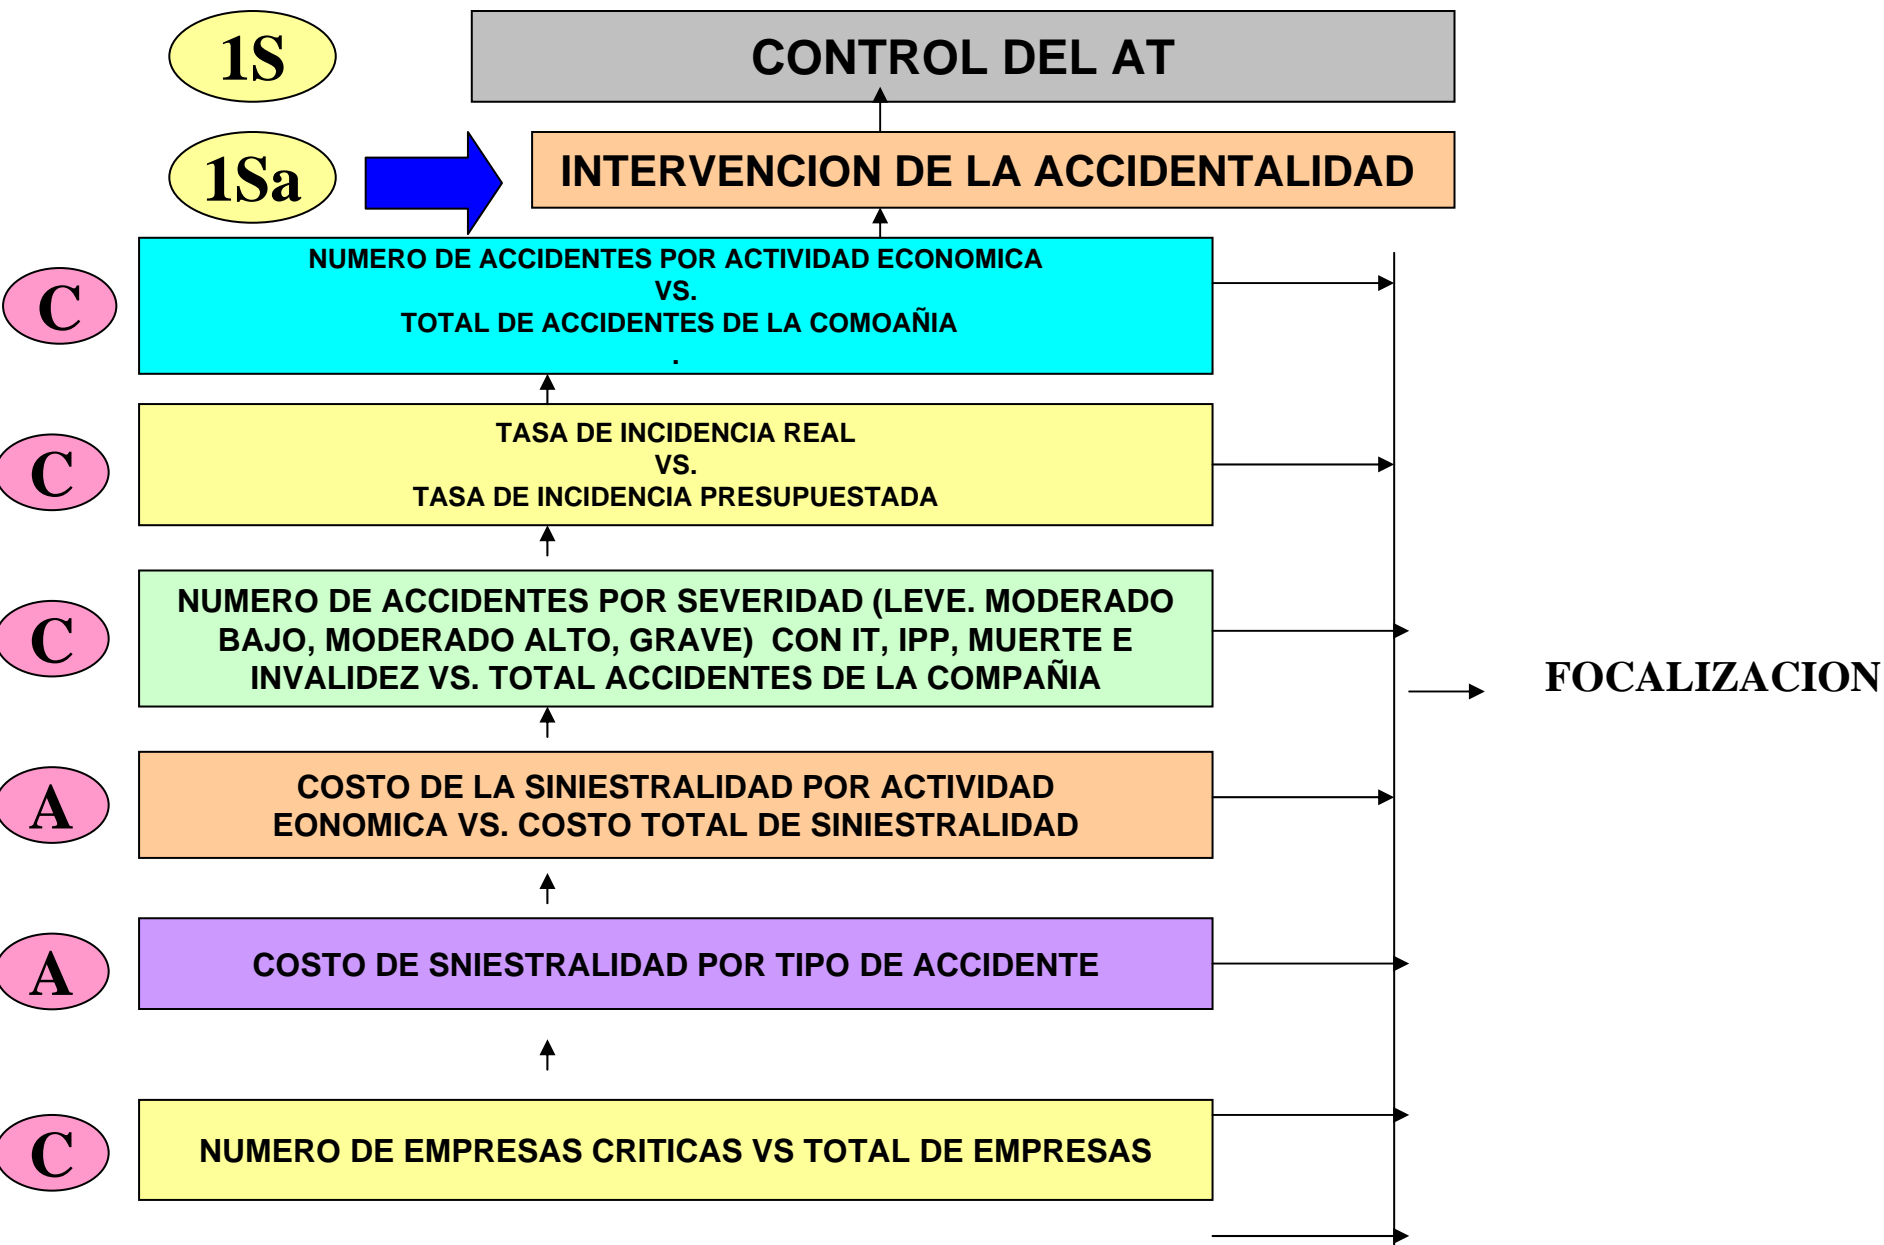 1S
CONTROL DEL AT
1Sa
INTERVENCION DE LA ACCIDENTALIDAD
C
NUMERO DE ACCIDENTES POR ACTIVIDAD ECONOMICA
VS.
TOTAL DE ACCIDENTES DE LA COMOAÑIA
.
C
TASA DE INCIDENCIA REAL
VS.
TASA DE INCIDENCIA PRESUPUESTADA
C
NUMERO DE ACCIDENTES POR SEVERIDAD (LEVE. MODERADO
BAJO, MODERADO ALTO, GRAVE)  CON IT, IPP, MUERTE E
INVALIDEZ VS. TOTAL ACCIDENTES DE LA COMPAÑIA
FOCALIZACION
A
COSTO DE LA SINIESTRALIDAD POR ACTIVIDAD
EONOMICA VS. COSTO TOTAL DE SINIESTRALIDAD
A
COSTO DE SNIESTRALIDAD POR TIPO DE ACCIDENTE
C
NUMERO DE EMPRESAS CRITICAS VS TOTAL DE EMPRESAS